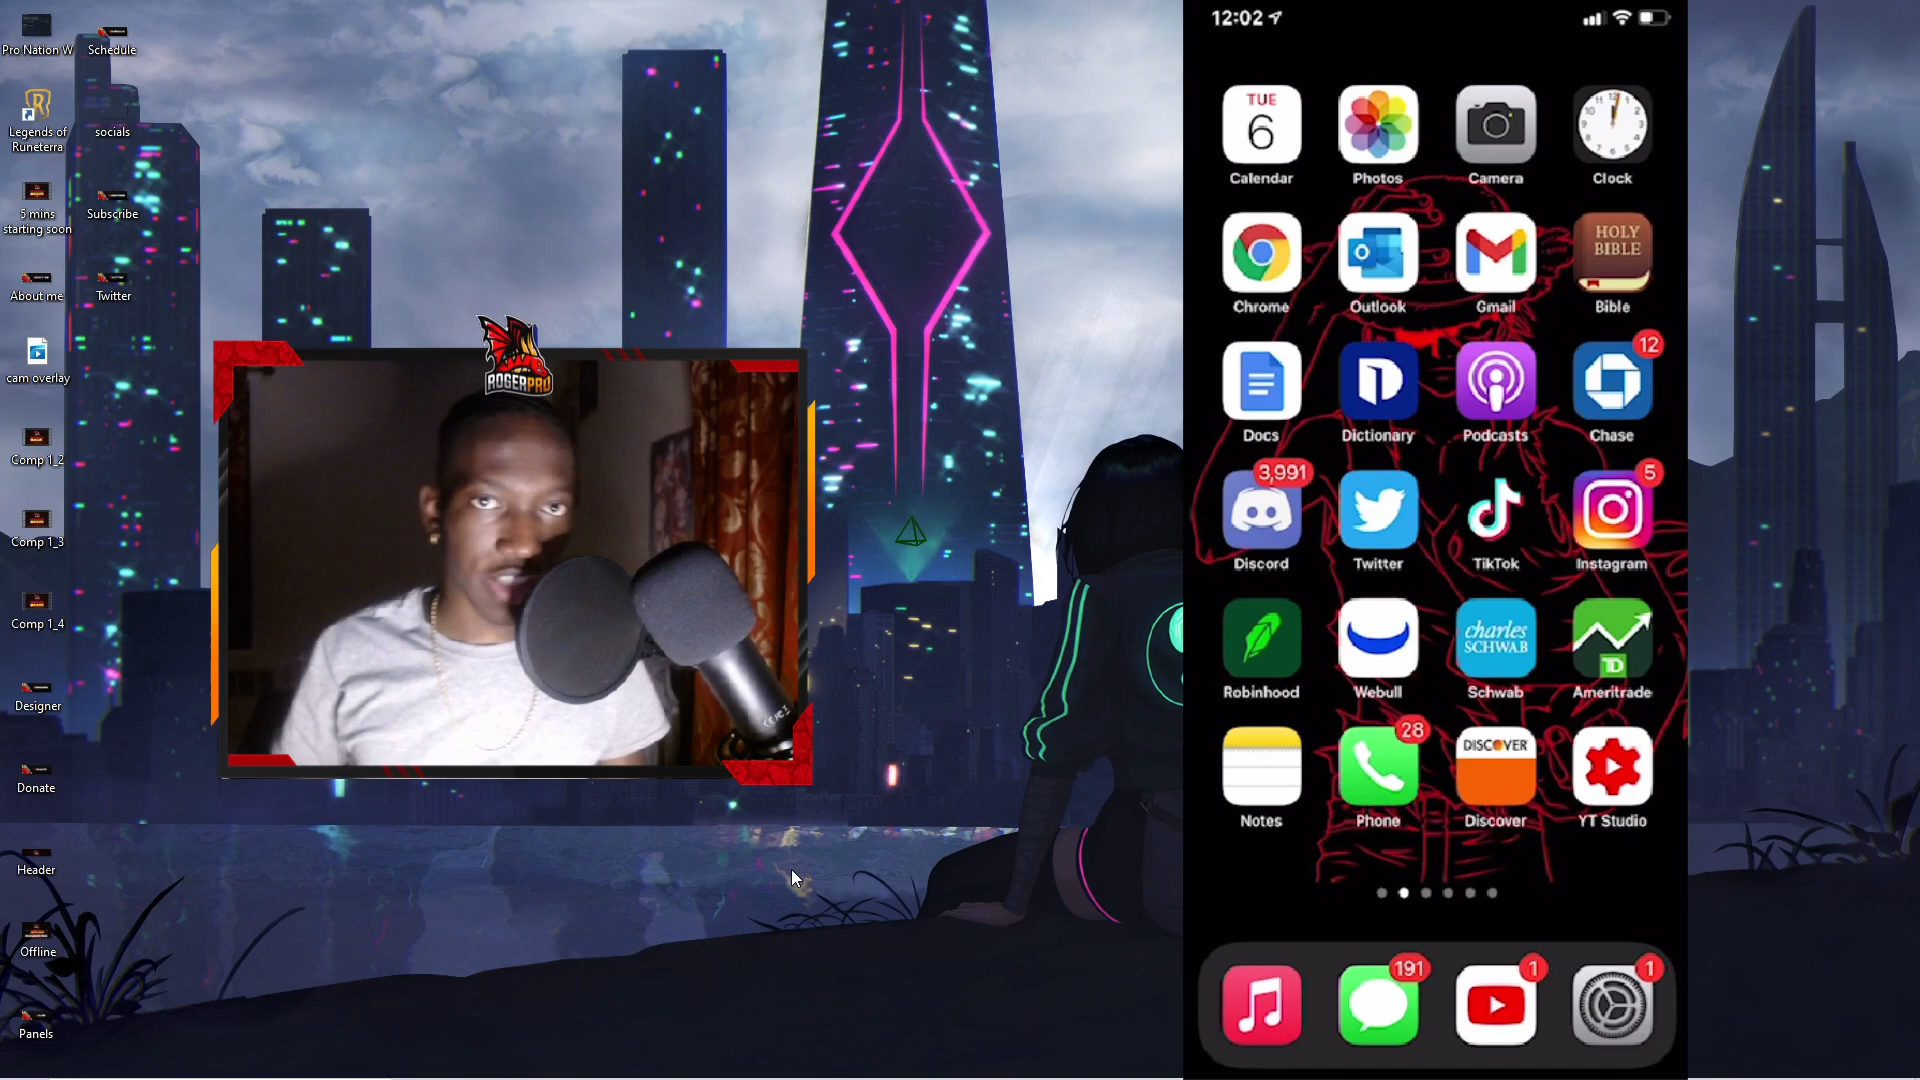 Pro Nation W
Schedule
Legends of
Runeterra
socials
5 mins
starting soon
Subscribe
About me
Twitter
cam overlay
Comp 1_2
Comp 1_3
Comp 1_4
Designer
Donate
Header
Offline
Panels
ROGERPRO
12:02
TUE
6
Calendar
Photos
Camera
Clock
HOLY
BIBLE
Chrome
Outlook
Gmail
Bible
12
Docs
Dictionary
Podcasts
Chase
3,991
5
Discord
Twitter
TikTok
Instagram
charles
SCHWAB
TD
Robinhood
Webull
Schwab
Ameritrade
28
DISCOVER
Notes
Phone
Discover
YT Studio
191
1
1